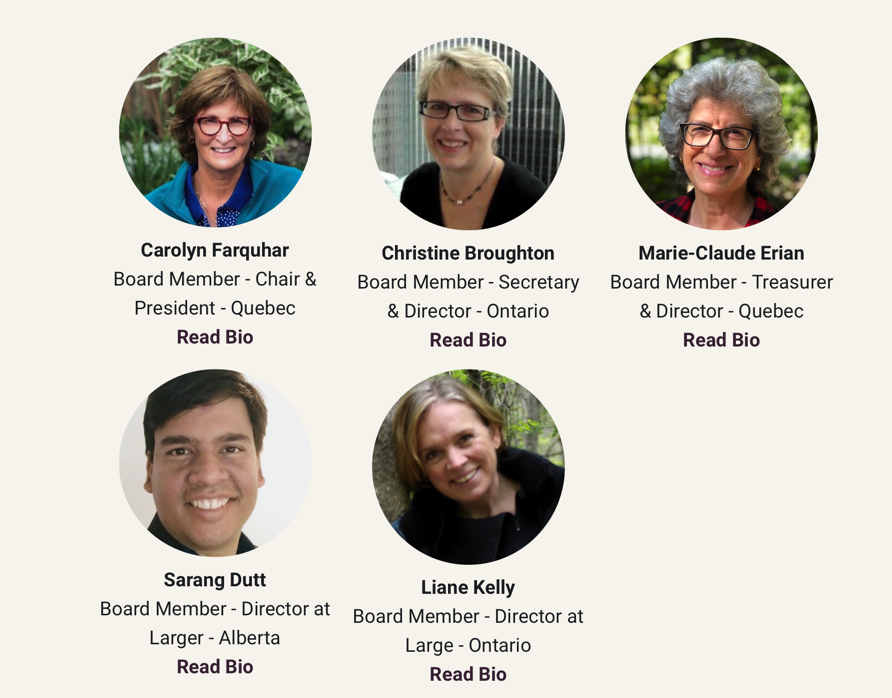 Carolyn Farquhar
Board Member - Chair &
President - Quebec
Read Bio
Christine Broughton
Board Member - Secretary
& Director - Ontario
Read Bio
Marie-Claude Erian
Board Member - Treasurer
& Director - Quebec
Read Bio
Sarang Dutt
Board Member - Director at
Larger - Alberta
Read Bio
Liane Kelly
Board Member - Director at
Large - Ontario
Read Bio